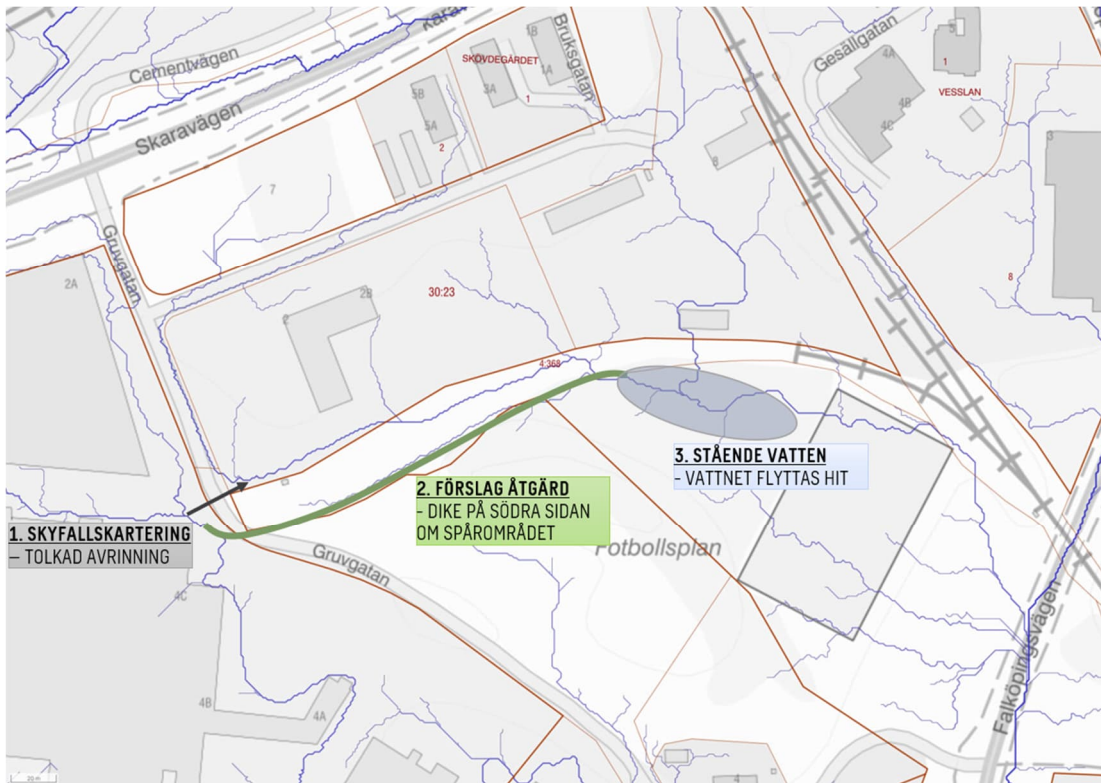 Cementvägen
Skaravägen
SKÖVDEGÅRDET
Bruksgatan
1B
1A
3A
1
5B
5A
2
Gesällgatan
4A
4B
4C
5
1
VESSLAN
3
8
7
Gruvgatan
2A
2B
2
30:23
8
4:368
1. SKYFALLSKARTERING
– TOLKAD AVRINNING
2. FÖRSLAG ÅTGÄRD
- DIKE PÅ SÖDRA SIDAN
OM SPÅROMRÅDET
3. STÅENDE VATTEN
- VATTNET FLYTTAS HIT
Fotbollsplan
Gruvgatan
Falköpingsvägen
4C
4B
4A
4
20 m